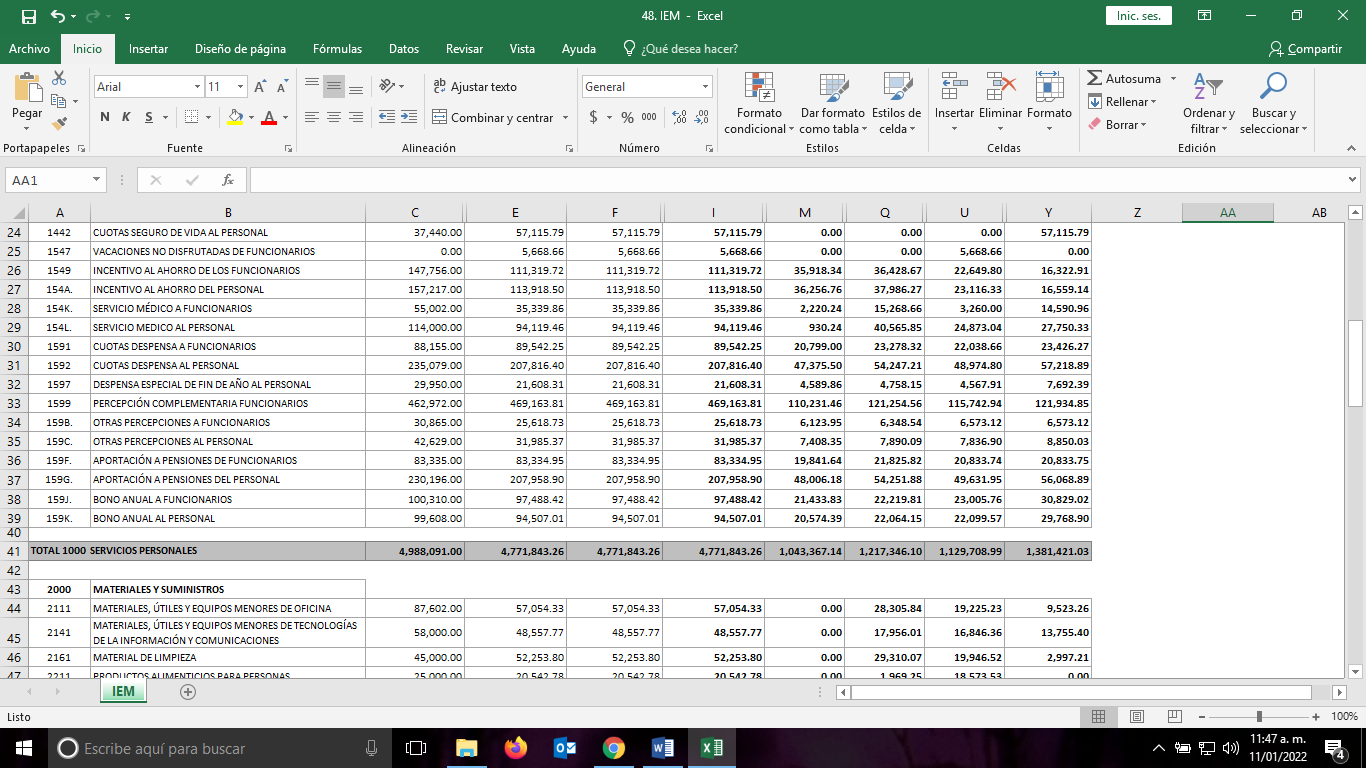 48. IEM - Excel
Inic. ses.
Archivo Inicio Insertar Diseño de página Fórmulas Datos Revisar Vista Ayuda ¿Qué desea hacer? Compartir
Pegar
Arial 11
N K S
Ajustar texto
Combinar y centrar
General
$ % 000
Formato condicional
Dar formato como tabla
Estilos de celda
Insertar Eliminar Formato
Autosuma
Rellenar
Borrar
Ordenar y filtrar
Buscar y seleccionar
Portapapeles Fuente Alineación Número Estilos Celdas Edición
AA1 fx
A B C E F I M Q U Y Z AA AB
24 1442 CUOTAS SEGURO DE VIDA AL PERSONAL 37,440.00 57,115.79 57,115.79 57,115.79 0.00 0.00 0.00 57,115.79
25 1547 VACACIONES NO DISFRUTADAS DE FUNCIONARIOS 0.00 5,668.66 5,668.66 5,668.66 0.00 0.00 5,668.66 0.00
26 1549 INCENTIVO AL AHORRO DE LOS FUNCIONARIOS 147,756.00 111,319.72 111,319.72 111,319.72 35,918.34 36,428.67 22,649.80 16,322.91
27 154A. INCENTIVO AL AHORRO DEL PERSONAL 157,217.00 113,918.50 113,918.50 113,918.50 36,256.76 37,986.27 23,116.33 16,559.14
28 154K. SERVICIO MÉDICO A FUNCIONARIOS 55,002.00 35,339.86 35,339.86 35,339.86 2,220.24 15,268.66 3,260.00 14,590.96
29 154L. SERVICIO MEDICO AL PERSONAL 114,000.00 94,119.46 94,119.46 94,119.46 930.24 40,565.85 24,873.04 27,750.33
30 1591 CUOTAS DESPENSA A FUNCIONARIOS 88,155.00 89,542.25 89,542.25 89,542.25 20,799.00 23,278.32 22,038.66 23,426.27
31 1592 CUOTAS DESPENSA AL PERSONAL 235,079.00 207,816.40 207,816.40 207,816.40 47,375.50 54,247.21 48,974.80 57,218.89
32 1597 DESPENSA ESPECIAL DE FIN DE AÑO AL PERSONAL 29,950.00 21,608.31 21,608.31 21,608.31 4,589.86 4,758.15 4,567.91 7,692.39
33 1599 PERCEPCIÓN COMPLEMENTARIA FUNCIONARIOS 462,972.00 469,163.81 469,163.81 469,163.81 110,231.46 121,254.56 115,742.94 121,934.85
34 159B. OTRAS PERCEPCIONES A FUNCIONARIOS 30,865.00 25,618.73 25,618.73 25,618.73 6,123.95 6,348.54 6,573.12 6,573.12
35 159C. OTRAS PERCEPCIONES AL PERSONAL 42,629.00 31,985.37 31,985.37 31,985.37 7,408.35 7,890.09 7,836.90 8,850.03
36 159F. APORTACIÓN A PENSIONES DE FUNCIONARIOS 83,335.00 83,334.95 83,334.95 83,334.95 19,841.64 21,825.82 20,833.74 20,833.75
37 159G. APORTACIÓN A PENSIONES DEL PERSONAL 230,196.00 207,958.90 207,958.90 207,958.90 48,006.18 54,251.88 49,631.95 56,068.89
38 159J. BONO ANUAL A FUNCIONARIOS 100,310.00 97,488.42 97,488.42 97,488.42 21,433.83 22,219.81 23,005.76 30,829.02
39 159K. BONO ANUAL AL PERSONAL 99,608.00 94,507.01 94,507.01 94,507.01 20,574.39 22,064.15 22,099.57 29,768.90
40
41 TOTAL 1000 SERVICIOS PERSONALES 4,988,091.00 4,771,843.26 4,771,843.26 4,771,843.26 1,043,367.14 1,217,346.10 1,129,708.99 1,381,421.03
42
43 2000 MATERIALES Y SUMINISTROS
44 2111 MATERIALES, ÚTILES Y EQUIPOS MENORES DE OFICINA 87,602.00 57,054.33 57,054.33 57,054.33 0.00 28,305.84 19,225.23 9,523.26
MATERIALES, ÚTILES Y EQUIPOS MENORES DE TECNOLOGÍAS
45 2141 DE LA INFORMACIÓN Y COMUNICACIONES 58,000.00 48,557.77 48,557.77 48,557.77 0.00 17,956.01 16,846.36 13,755.40
46 2161 MATERIAL DE LIMPIEZA 45,000.00 52,253.80 52,253.80 52,253.80 0.00 29,310.07 19,946.52 2,997.21
47 2211 PRODUCTOS ALIMENTICIOS PARA PERSONAS 25,000.00 20,542.78 20,542.78 20,542.78 0.00 1,969.25 18,573.53 0.00
IEM
Listo 100%
Escribe aquí para buscar
11:47 a. m.
11/01/2022
4